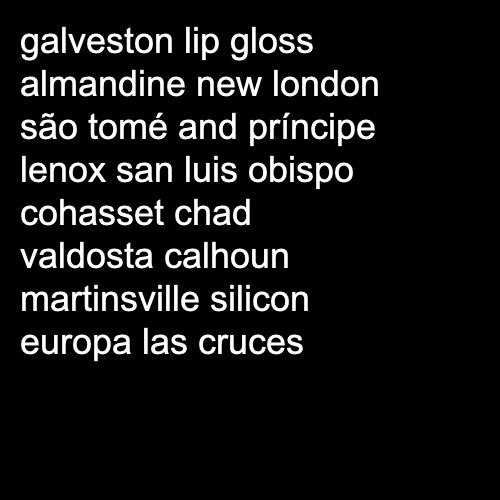 galveston lip gloss
almandine new london
são tomé and príncipe
lenox san luis obispo
cohasset chad
valdosta calhoun
martinsville silicon
europa las cruces